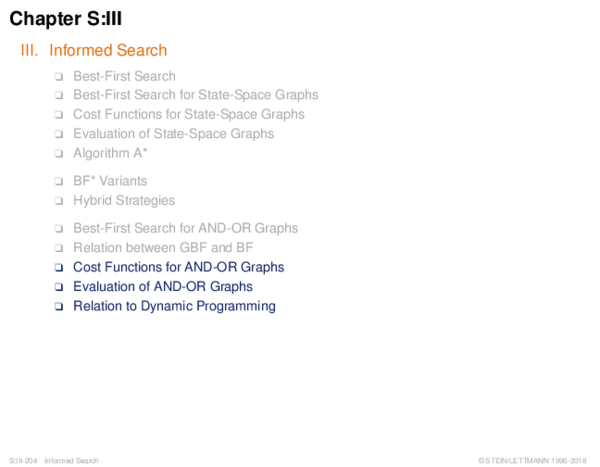 Chapter S:III
III. Informed Search
❑ Best-First Search
❑ Best-First Search for State-Space Graphs
❑ Cost Functions for State-Space Graphs
❑ Evaluation of State-Space Graphs
❑ Algorithm A*
❑ BF* Variants
❑ Hybrid Strategies
❑ Best-First Search for AND-OR Graphs
❑ Relation between GBF and BF
❑ Cost Functions for AND-OR Graphs
❑ Evaluation of AND-OR Graphs
❑ Relation to Dynamic Programming
S:III-204 Informed Search ©STEIN/LETTMANN 1998-2018